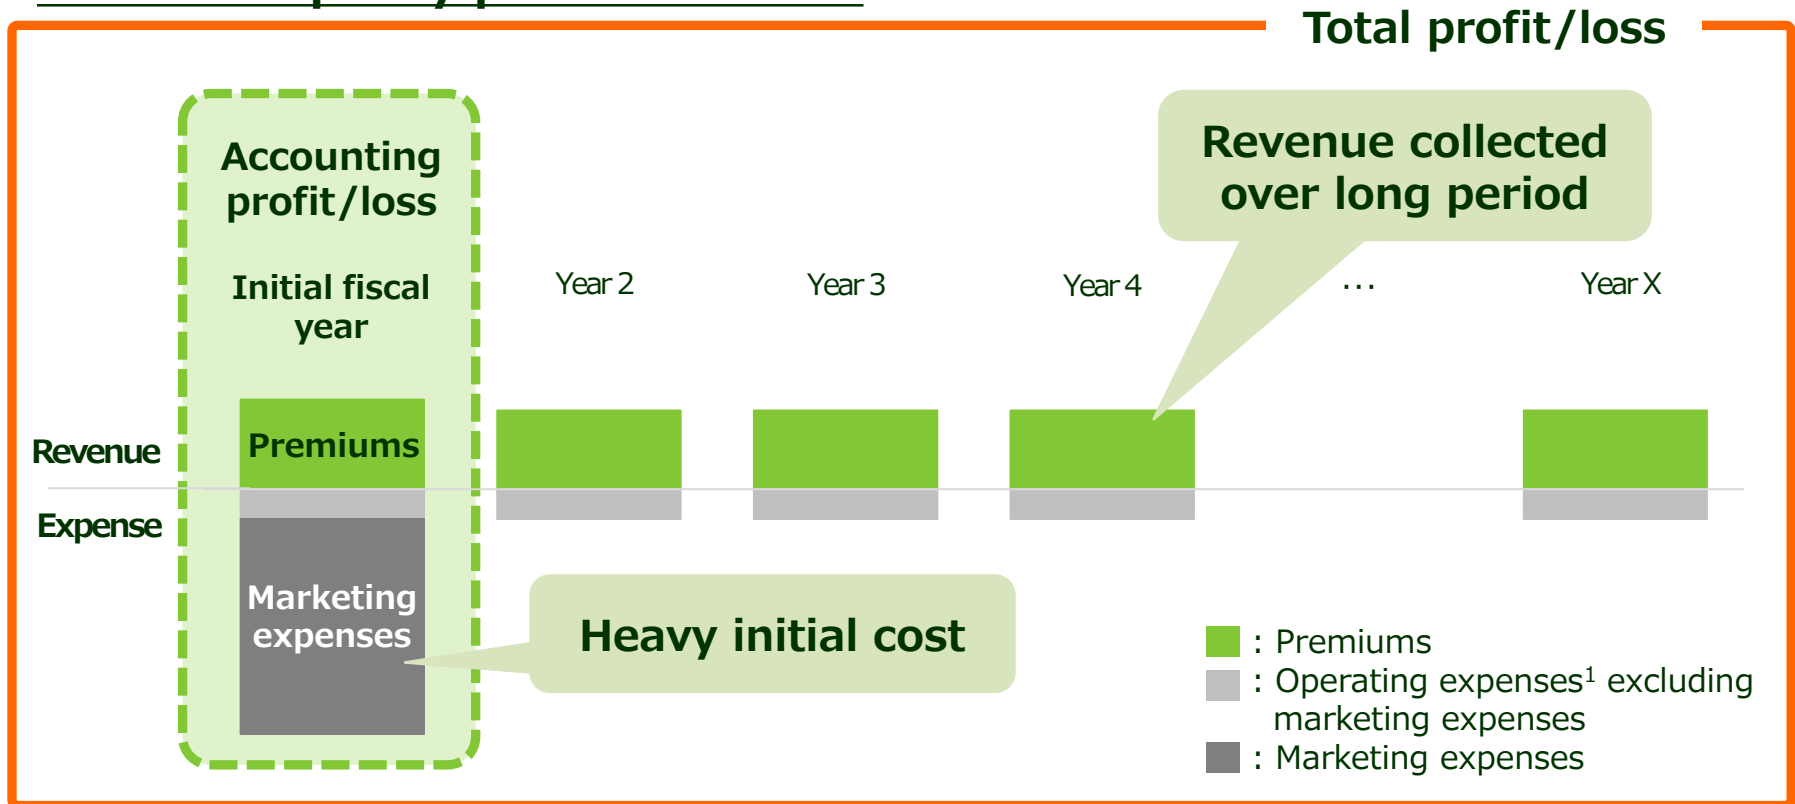 Total profit/loss
Accounting
profit/loss
Revenue collected
over long period
Initial fiscal
year
Year 2
Year 3
Year 4
...
Year X
Revenue
Premiums
Expense
Marketing
expenses
Heavy initial cost
: Premiums
: Operating expenses¹ excluding
marketing expenses
: Marketing expenses